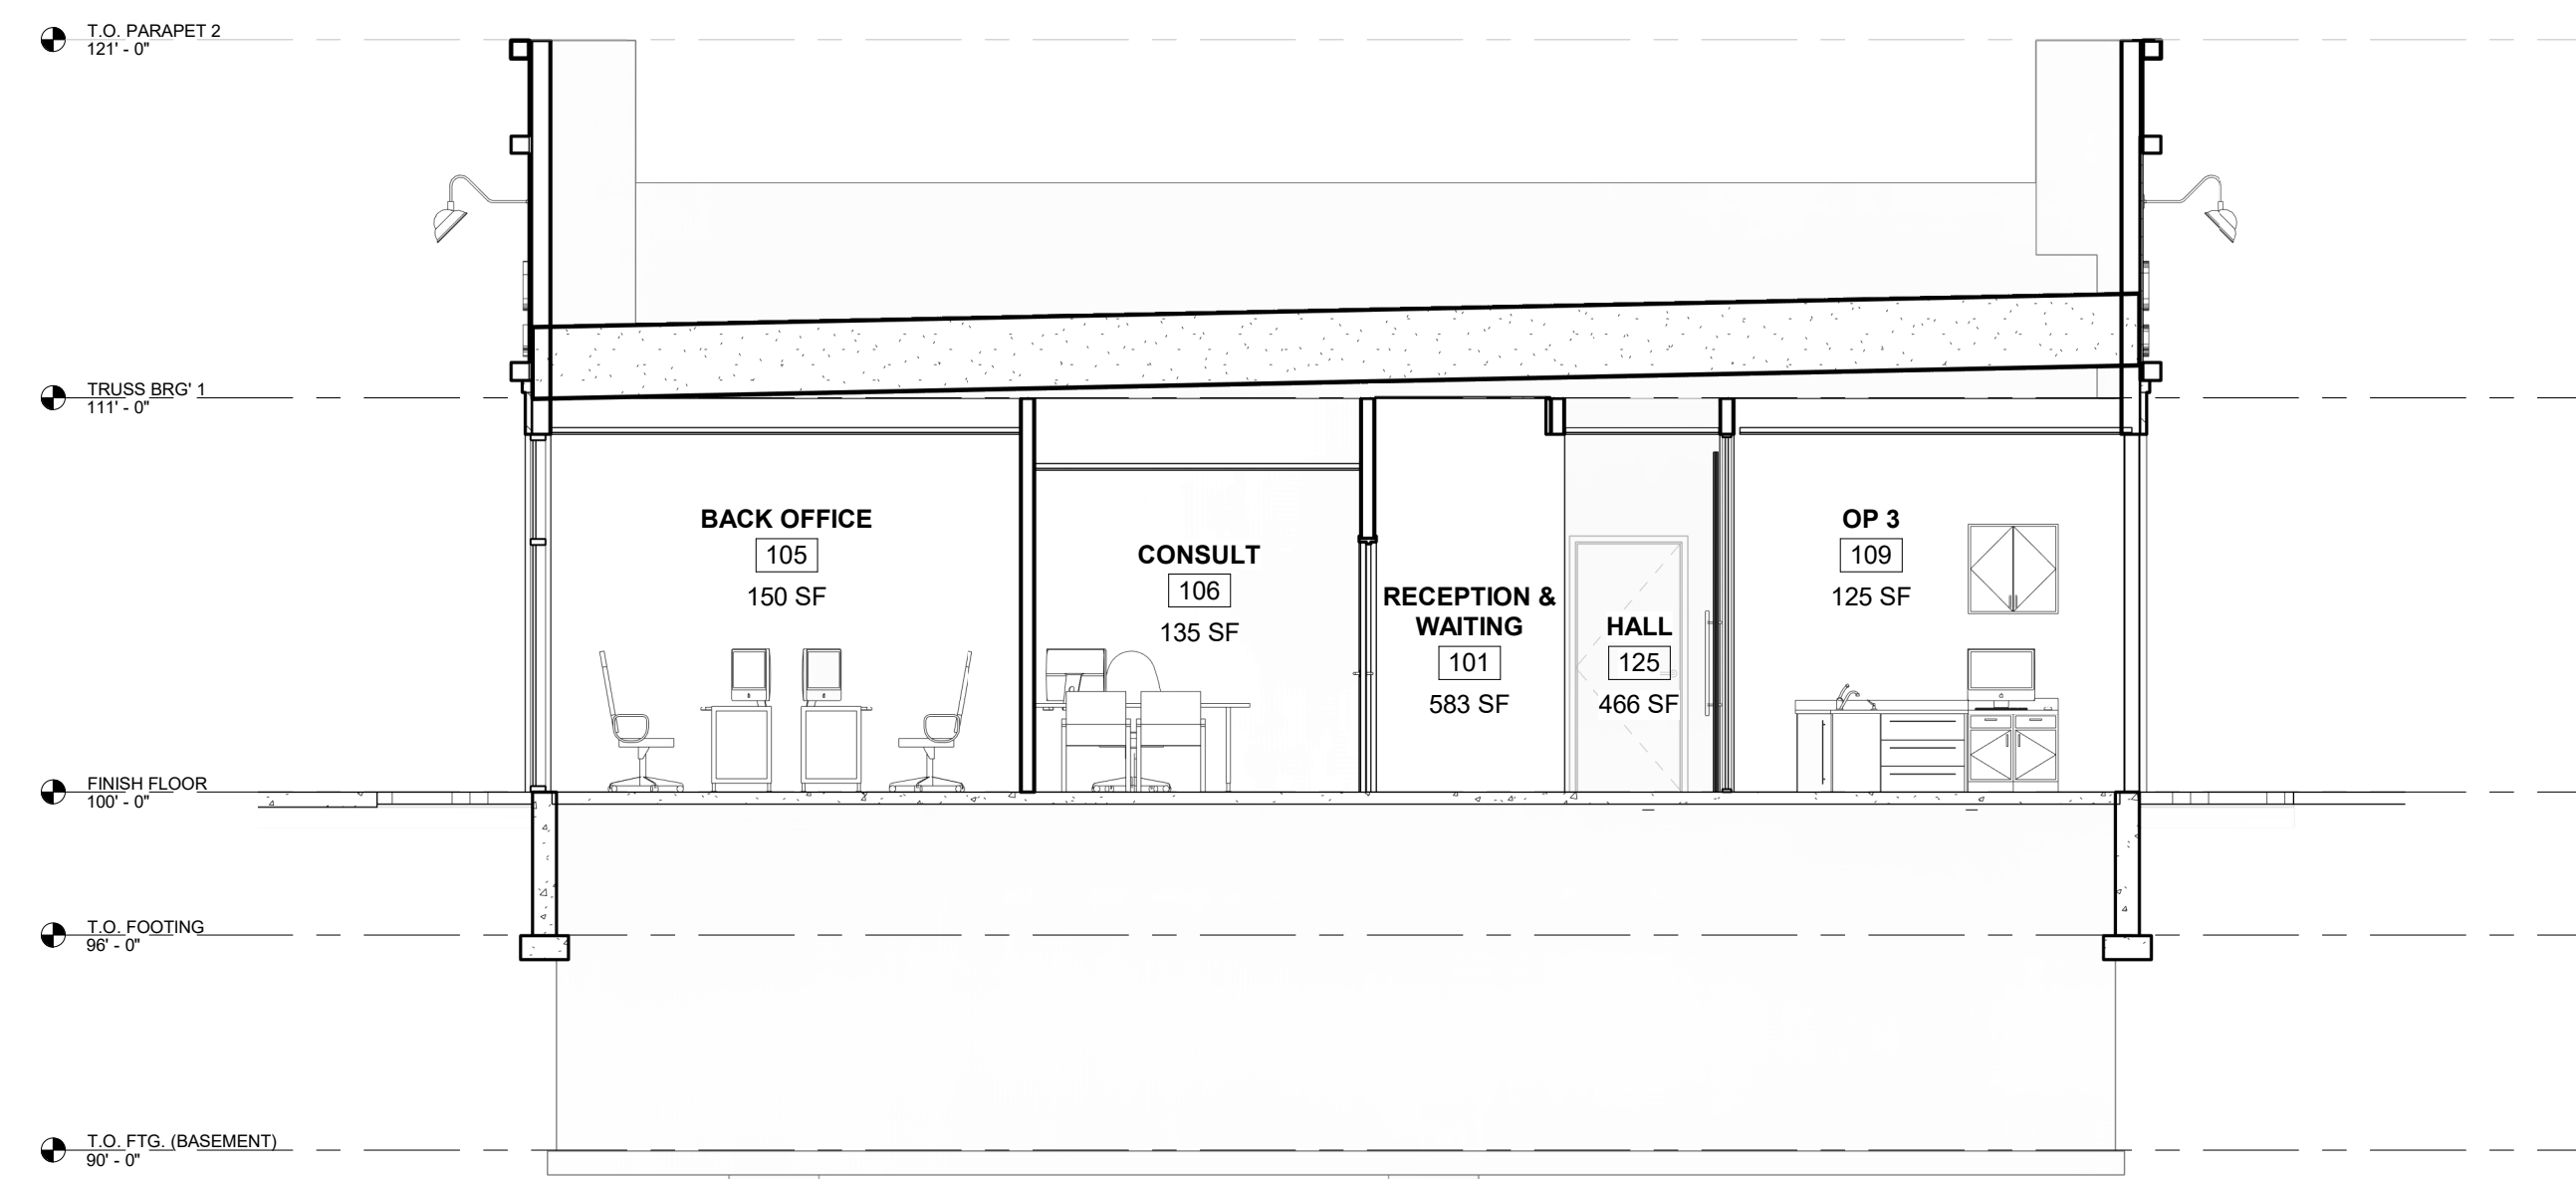 T.O. PARAPET 2
121' - 0"
TRUSS BRG' 1
111' - 0"
BACK OFFICE
105
150 SF
CONSULT
106
135 SF
RECEPTION &
WAITING
101
583 SF
HALL
125
466 SF
OP 3
109
125 SF
FINISH FLOOR
100' - 0"
T.O. FOOTING
96' - 0"
T.O. FTG. (BASEMENT)
90' - 0"